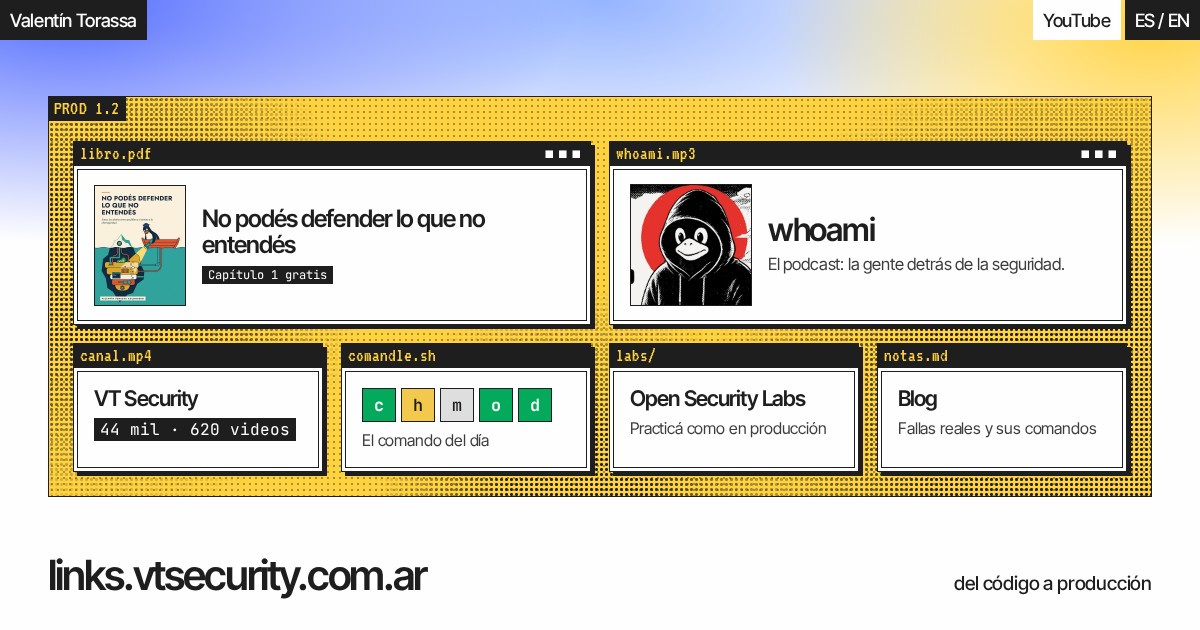 Valentín Torassa
YouTube
ES / EN
PROD 1.2
libro.pdf
NO PODÉS DEFENDER
LO QUE NO
ENTENDÉS
No podés defender lo que no
entendés
Capítulo 1 gratis
whoami.mp3
whoami
El podcast: la gente detrás de la seguridad.
canal.mp4
VT Security
44 mil · 620 videos
comandle.sh
c h m o d
El comando del día
labs/
Open Security Labs
Practicá como en producción
notas.md
Blog
Fallas reales y sus comandos
links.vtsecurity.com.ar
del código a producción